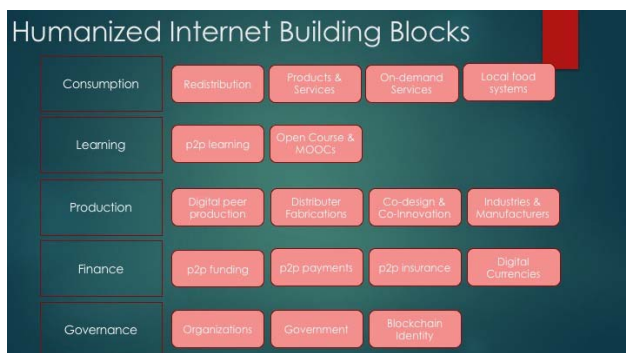 Humanized Internet Building Blocks
Consumption
Redistribution
Products &
Services
On-demand
Services
Local food
systems
Learning
p2p learning
Open Course &
MOOCs
Production
Digital peer
production
Distributer
Fabrications
Co-design &
Co-Innovation
Industries &
Manufacturers
Finance
p2p funding
p2p payments
p2p insurance
Digital
Currencies
Governance
Organizations
Government
Blockchain
Identity